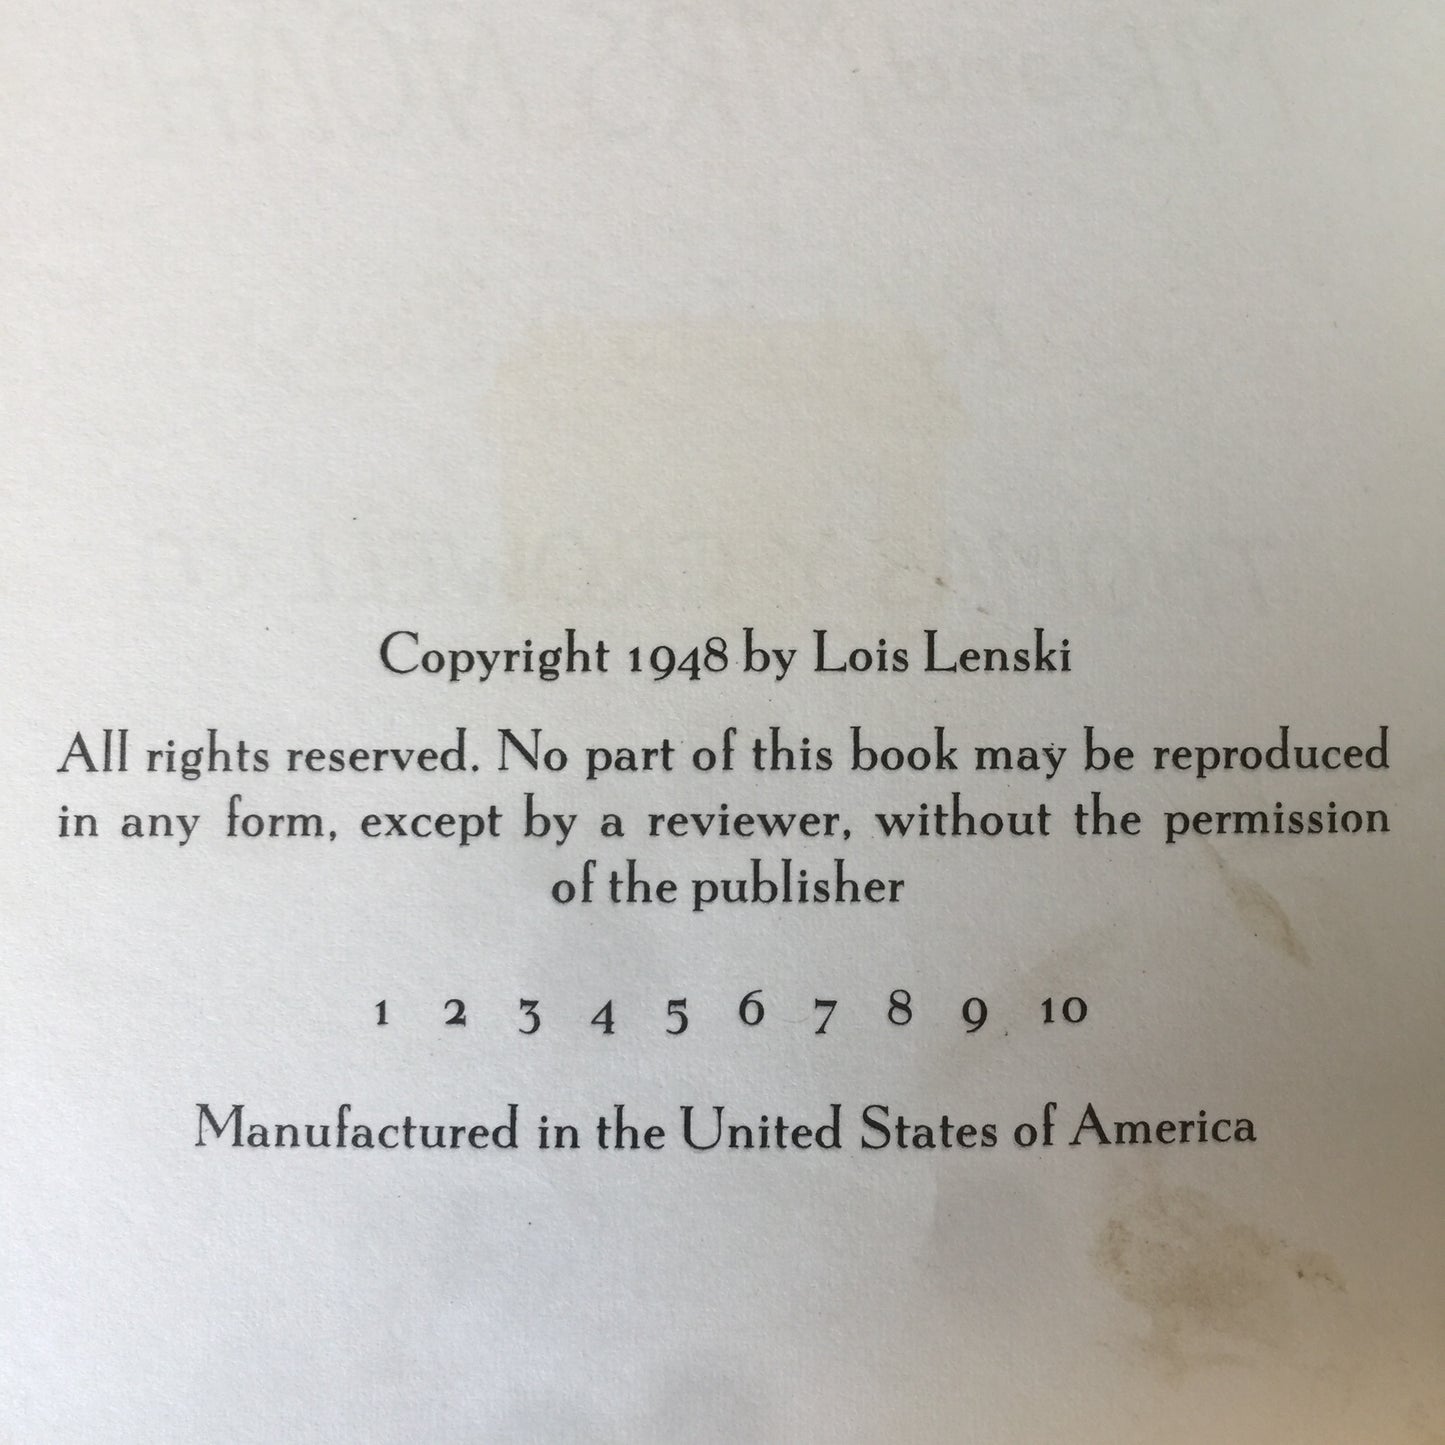 Copyright 1948 by Lois Lenski
All rights reserved. No part of this book may be reproduced
in any form, except by a reviewer, without the permission
of the publisher
1 2 3 4 5 6 7 8 9 10
Manufactured in the United States of America